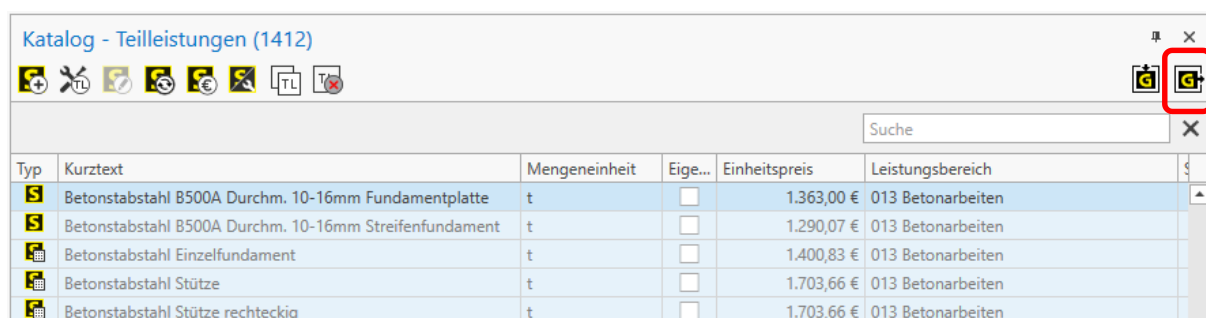 Katalog - Teilleistungen (1412)
TL TL T G G
Suche
Typ Kurztext Mengeneinheit Eige... Einheitspreis Leistungsbereich
S Betonstabstahl B500A Durchm. 10-16mm Fundamentplatte t 1.363,00 € 013 Betonarbeiten
S Betonstabstahl B500A Durchm. 10-16mm Streifenfundament t 1.290,07 € 013 Betonarbeiten
Betonstabstahl Einzelfundament t 1.400,83 € 013 Betonarbeiten
Betonstabstahl Stütze t 1.703,66 € 013 Betonarbeiten
Betonstabstahl Stütze rechteckig t 1.703,66 € 013 Betonarbeiten